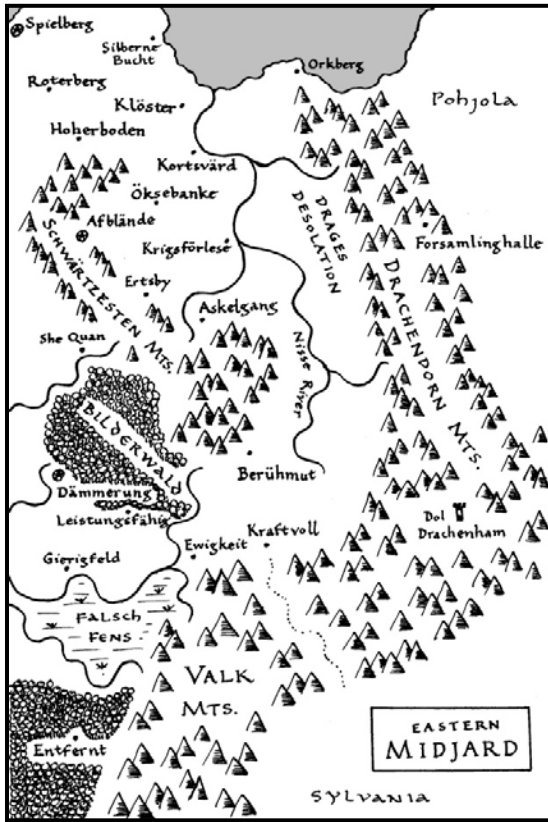 Spielberg
Silberne
Bucht
Orkberg
Roterberg
Pohjola
Klöster
Hoherboden
Kortsvärd
Öksebanke
DRAGES
DESOLATION
Afblände
Forsamlinghalle
SCHWÄRTZESTEN MTS.
Krigsförlese
Ertsby
DRACHENDORN MTS.
Askelgang
She Quan
Nisse River
BILDERWALD
Berühmut
Dämmerung
Leistungsfähig
Dol
Drachenham
Kraftvoll
Ewigkeit
Gierigfeld
FALSCH
FENS
VALK
MTS.
Entfernt
EASTERN
MIDJARD
SYLVANIA